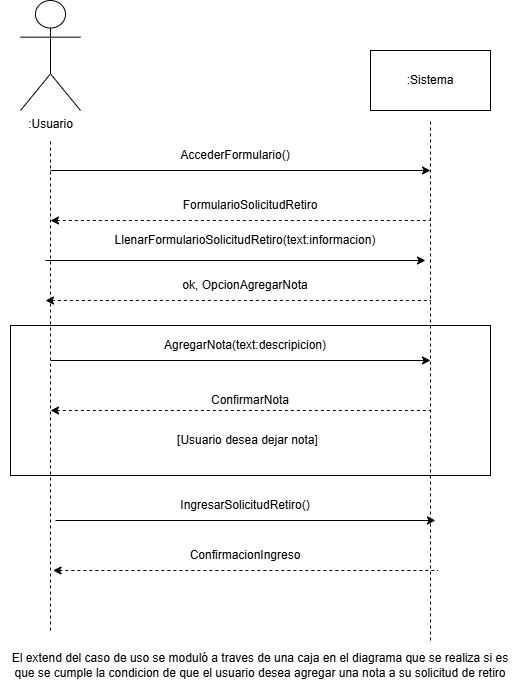 :Usuario
:Sistema
AccederFormulario()
FormularioSolicitudRetiro
LlenarFormularioSolicitudRetiro(text:informacion)
ok, OpcionAgregarNota
AgregarNota(text:descripicion)
ConfirmarNota
[Usuario desea dejar nota]
IngresarSolicitudRetiro()
ConfirmacionIngreso
El extend del caso de uso se moduló a traves de una caja en el diagrama que se realiza si es
que se cumple la condicion de que el usuario desea agregar una nota a su solicitud de retiro